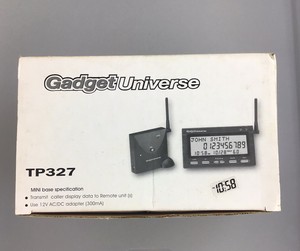 Gadget Universe
JOHN SMITH
0123456789
TP327
MINI base specification
• Transmit caller display data to Remote unit (s)
• Use 12V AC/DC adapter (300mA)
10:58